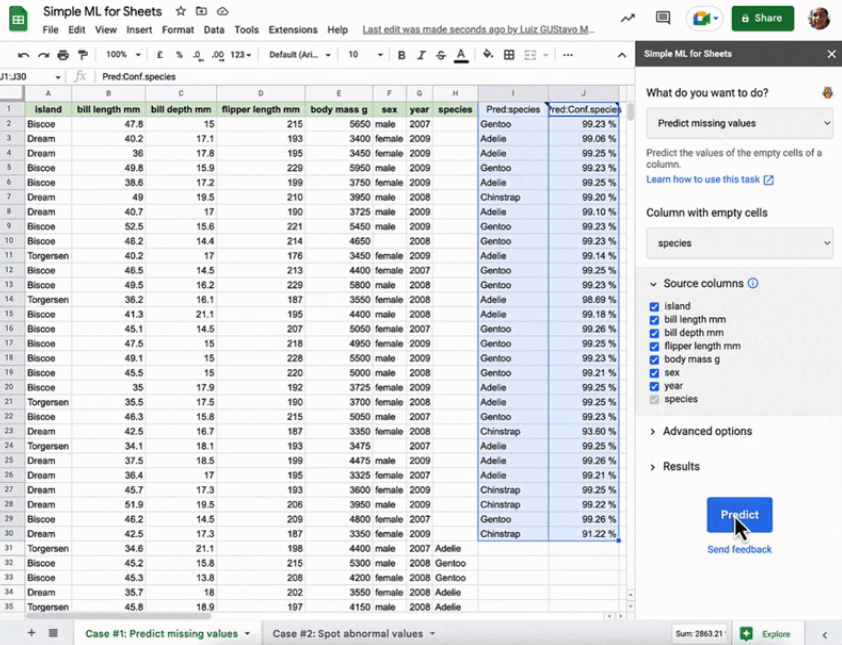 Simple ML for Sheets
File Edit View Insert Format Data Tools Extensions Help Last edit was made seconds ago by Luiz GUStavo M...
Share
100% £ % .0 .00 123 Default (Ari... 10 B I S A
Simple ML for Sheets
J1:J30 fx Pred:Conf.species
A B C D E F G H I J
1 island bill length mm bill depth mm flipper length mm body mass g sex year species Pred:species Pred:Conf.species
2 Biscoe 47.8 15 215 5650 male 2007 Gentoo 99.23 %
3 Dream 40.2 17.1 193 3400 female 2009 Adelie 99.06 %
4 Dream 36 17.8 195 3450 female 2009 Adelie 99.25 %
5 Biscoe 49.8 15.9 229 5950 male 2009 Gentoo 99.23 %
6 Biscoe 38.6 17.2 199 3750 female 2009 Adelie 99.25 %
7 Dream 49 19.5 210 3950 male 2008 Chinstrap 99.20 %
8 Dream 40.7 17 190 3725 male 2009 Adelie 99.10 %
9 Biscoe 52.5 15.6 221 5450 male 2009 Gentoo 99.23 %
10 Biscoe 46.2 14.4 214 4650 2008 Gentoo 99.23 %
11 Torgersen 40.2 17 176 3450 female 2009 Adelie 99.14 %
12 Biscoe 46.5 14.5 213 4400 female 2007 Gentoo 99.25 %
13 Biscoe 49.5 16.2 229 5800 male 2008 Gentoo 99.23 %
14 Torgersen 36.2 16.1 187 3550 female 2008 Adelie 98.69 %
15 Biscoe 41.3 21.1 195 4400 male 2008 Adelie 99.18 %
16 Biscoe 45.1 14.5 207 5050 female 2007 Gentoo 99.26 %
17 Biscoe 47.5 15 218 4950 female 2009 Gentoo 99.25 %
18 Biscoe 49.1 15 228 5500 male 2008 Gentoo 99.23 %
19 Biscoe 45.5 15 220 5000 male 2008 Gentoo 99.21 %
20 Biscoe 35 17.9 192 3725 female 2009 Adelie 99.25 %
21 Torgersen 35.5 17.5 190 3700 female 2008 Adelie 99.25 %
22 Biscoe 46.3 15.8 215 5050 male 2007 Gentoo 99.23 %
23 Dream 42.5 16.7 187 3350 female 2008 Chinstrap 93.60 %
24 Torgersen 34.1 18.1 193 3475 2007 Adelie 99.25 %
25 Dream 37.5 18.5 199 4475 male 2009 Adelie 99.26 %
26 Dream 36.4 17 195 3325 female 2007 Adelie 99.21 %
27 Dream 45.7 17.3 193 3600 female 2009 Chinstrap 99.25 %
28 Dream 51.9 19.5 206 3950 male 2009 Chinstrap 99.22 %
29 Biscoe 46.2 14.5 209 4800 female 2007 Gentoo 99.26 %
30 Dream 42.5 17.3 187 3350 female 2009 Chinstrap 91.22 %
31 Torgersen 34.6 21.1 198 4400 male 2007 Adelie
32 Biscoe 45.2 15.8 215 5300 male 2008 Gentoo
33 Biscoe 45.3 13.8 208 4200 female 2008 Gentoo
34 Dream 35.7 18 202 3550 female 2008 Adelie
35 Torgersen 45.8 18.9 197 4150 male 2008 Adelie
What do you want to do?
Predict missing values
Predict the values of the empty cells of a
column.
Learn how to use this task
Column with empty cells
species
Source columns
island
bill length mm
bill depth mm
flipper length mm
body mass g
sex
year
species
Advanced options
Results
Predict
Send feedback
Case #1: Predict missing values Case #2: Spot abnormal values Sum: 2863.21 Explore